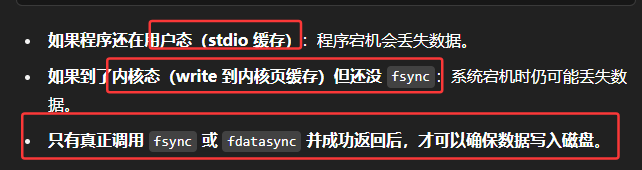 • 如果程序还在用户态（stdio 缓存）：程序宕机会丢失数据。
• 如果到了内核态（write 到内核页缓存）但还没 fsync：系统宕机时仍可能丢失数
据。
• 只有真正调用 fsync 或 fdatasync 并成功返回后，才可以确保数据写入磁盘。